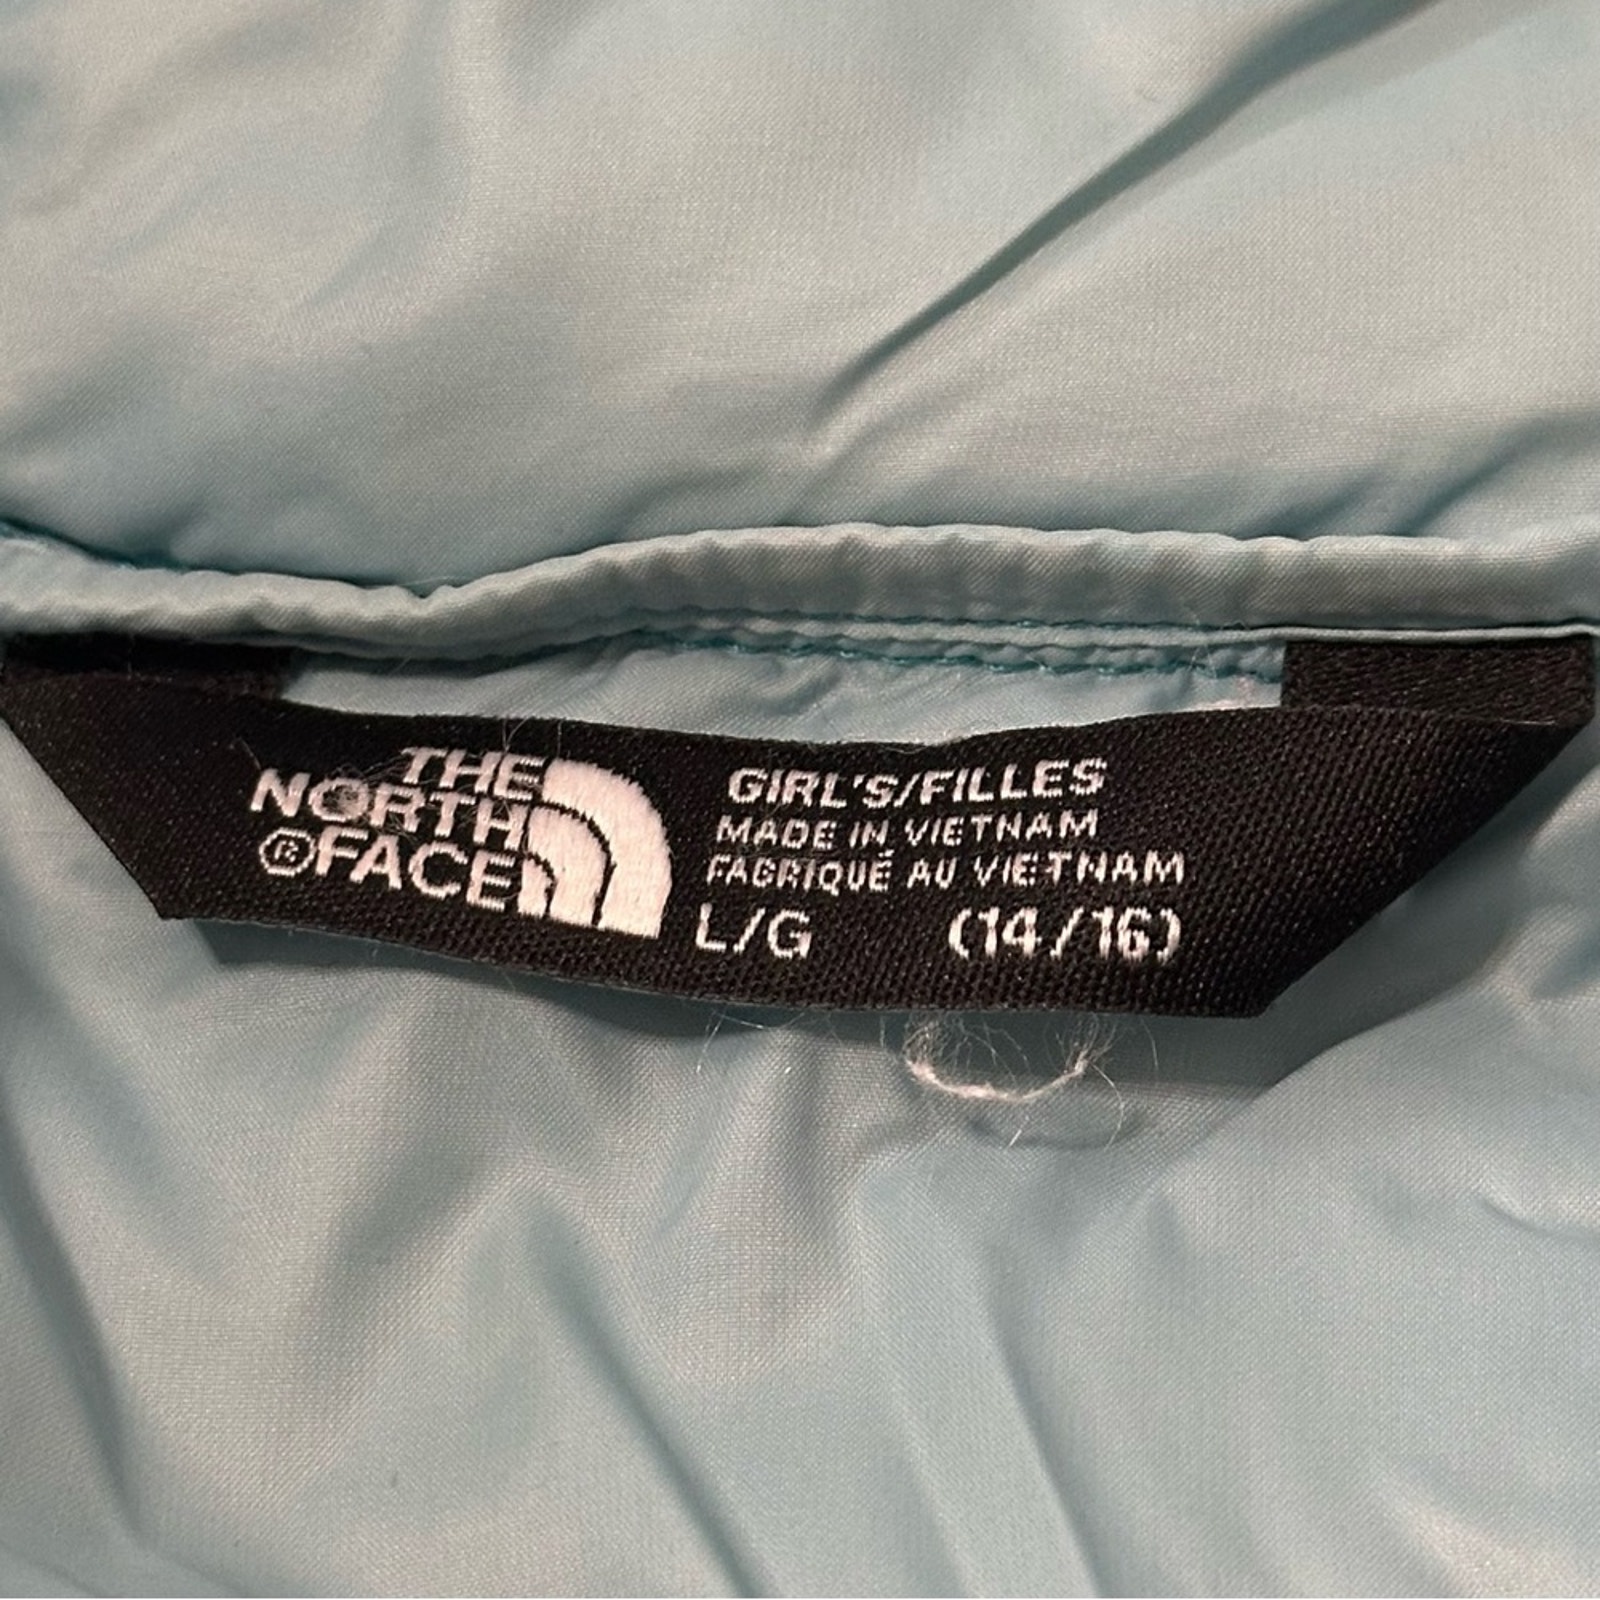 THE
NORTH
®FACE
GIRL'S/FILLES
MADE IN VIETNAM
FABRIQUÉ AU VIETNAM
L/G (14/16)